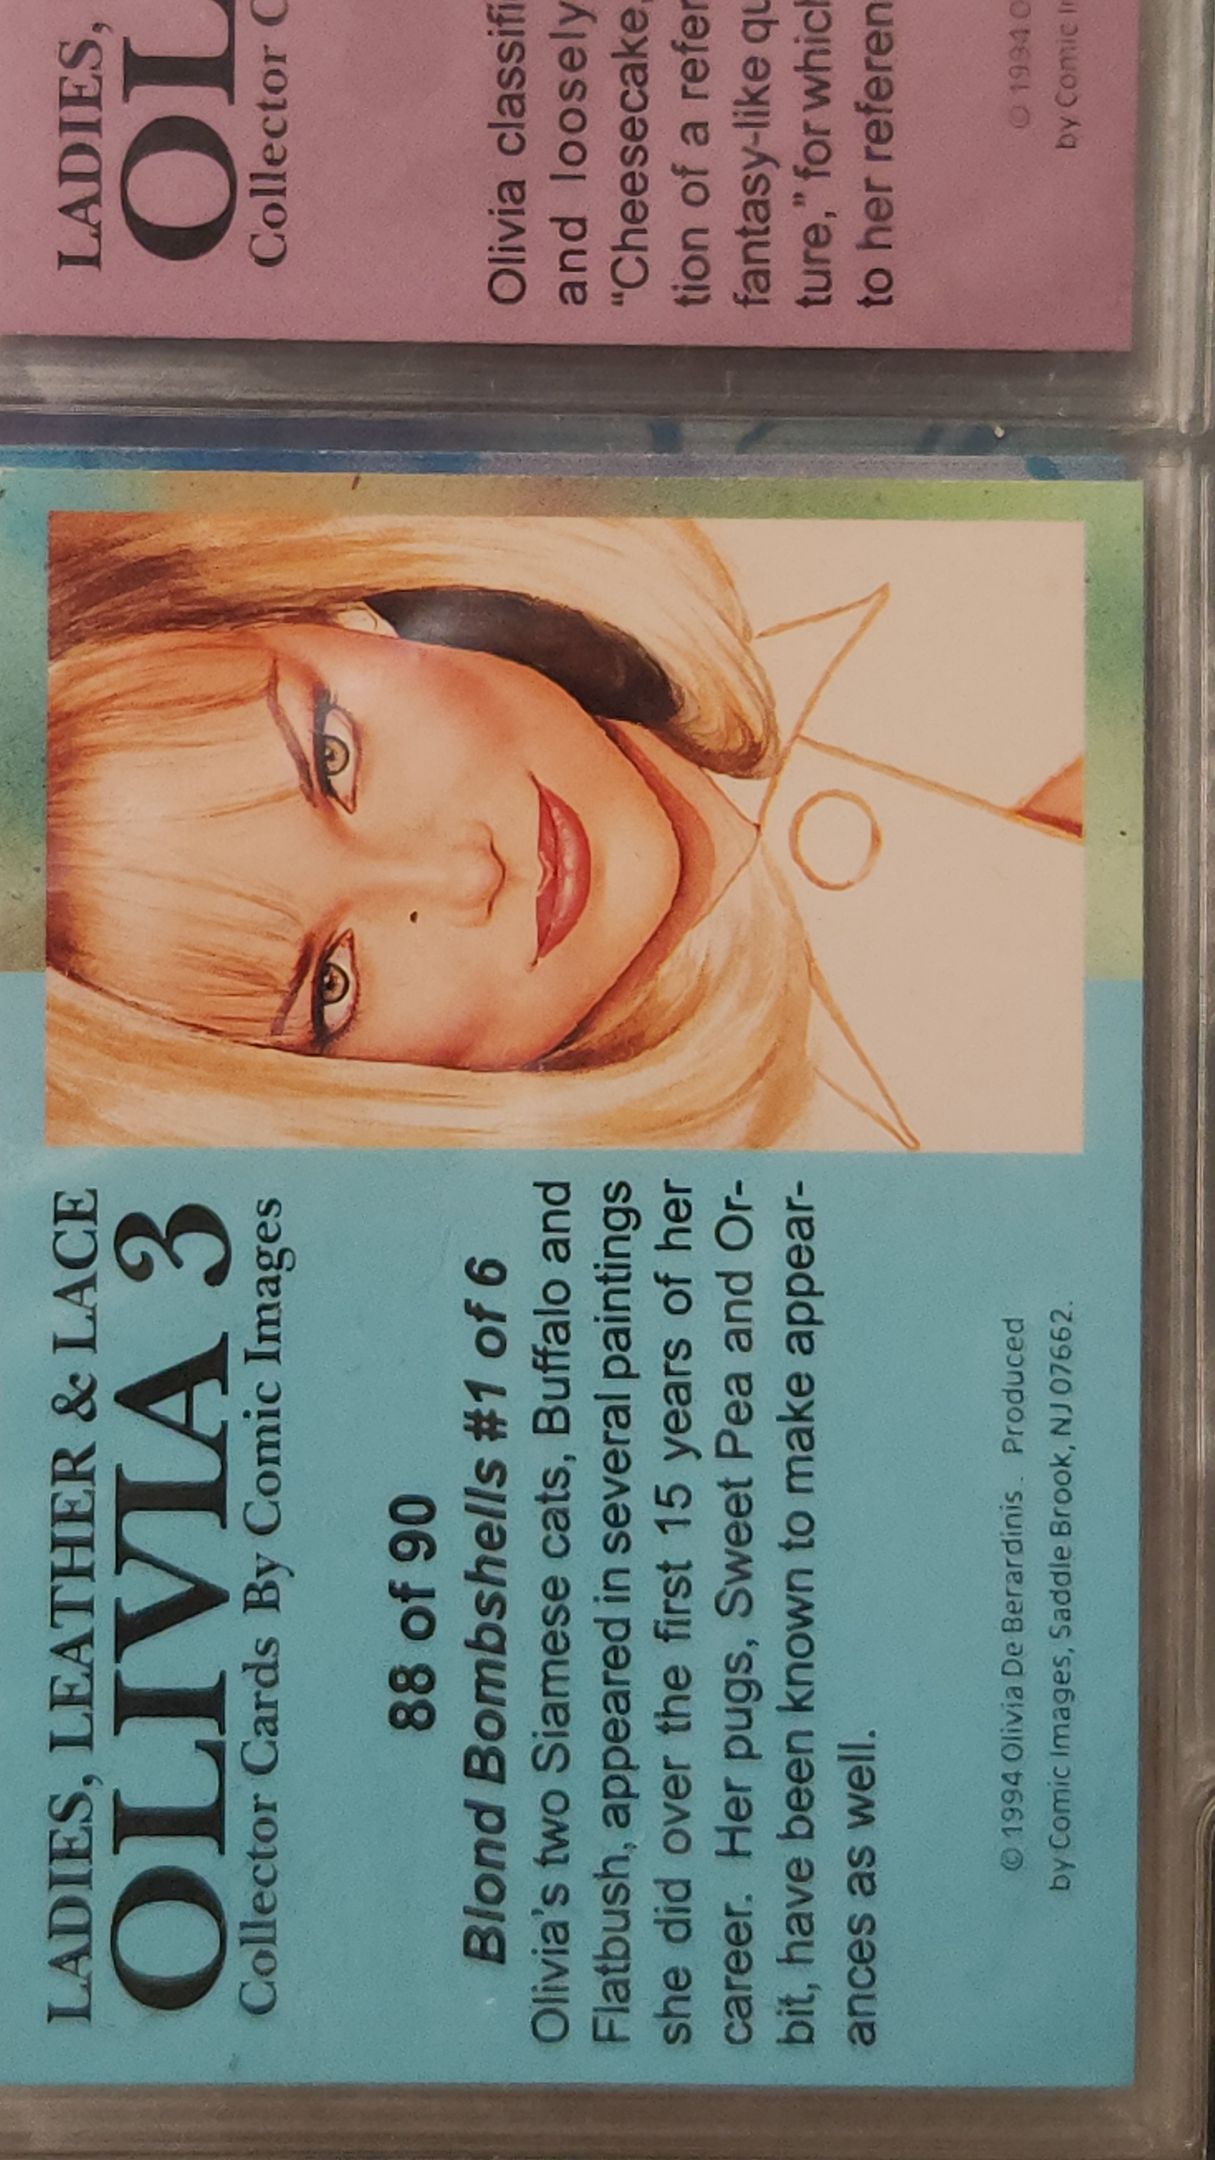 LADIES, LEATHER & LACE
OLIVIA 3
Collector Cards By Comic Images
88 of 90
Blond Bombshells #1 of 6
Olivia's two Siamese cats, Buffalo and
Flatbush, appeared in several paintings
she did over the first 15 years of her
career. Her pugs, Sweet Pea and Or-
bit, have been known to make appear-
ances as well.
© 1994 Olivia De Berardinis. Produced
by Comic Images, Saddle Brook, NJ 07662.
LADIES,
OL
Collector
Olivia classifi
and loosely
"Cheesecake,
tion of a refer
fantasy-like qu
ture," for which
to her referen
© 1994 O
by Comic